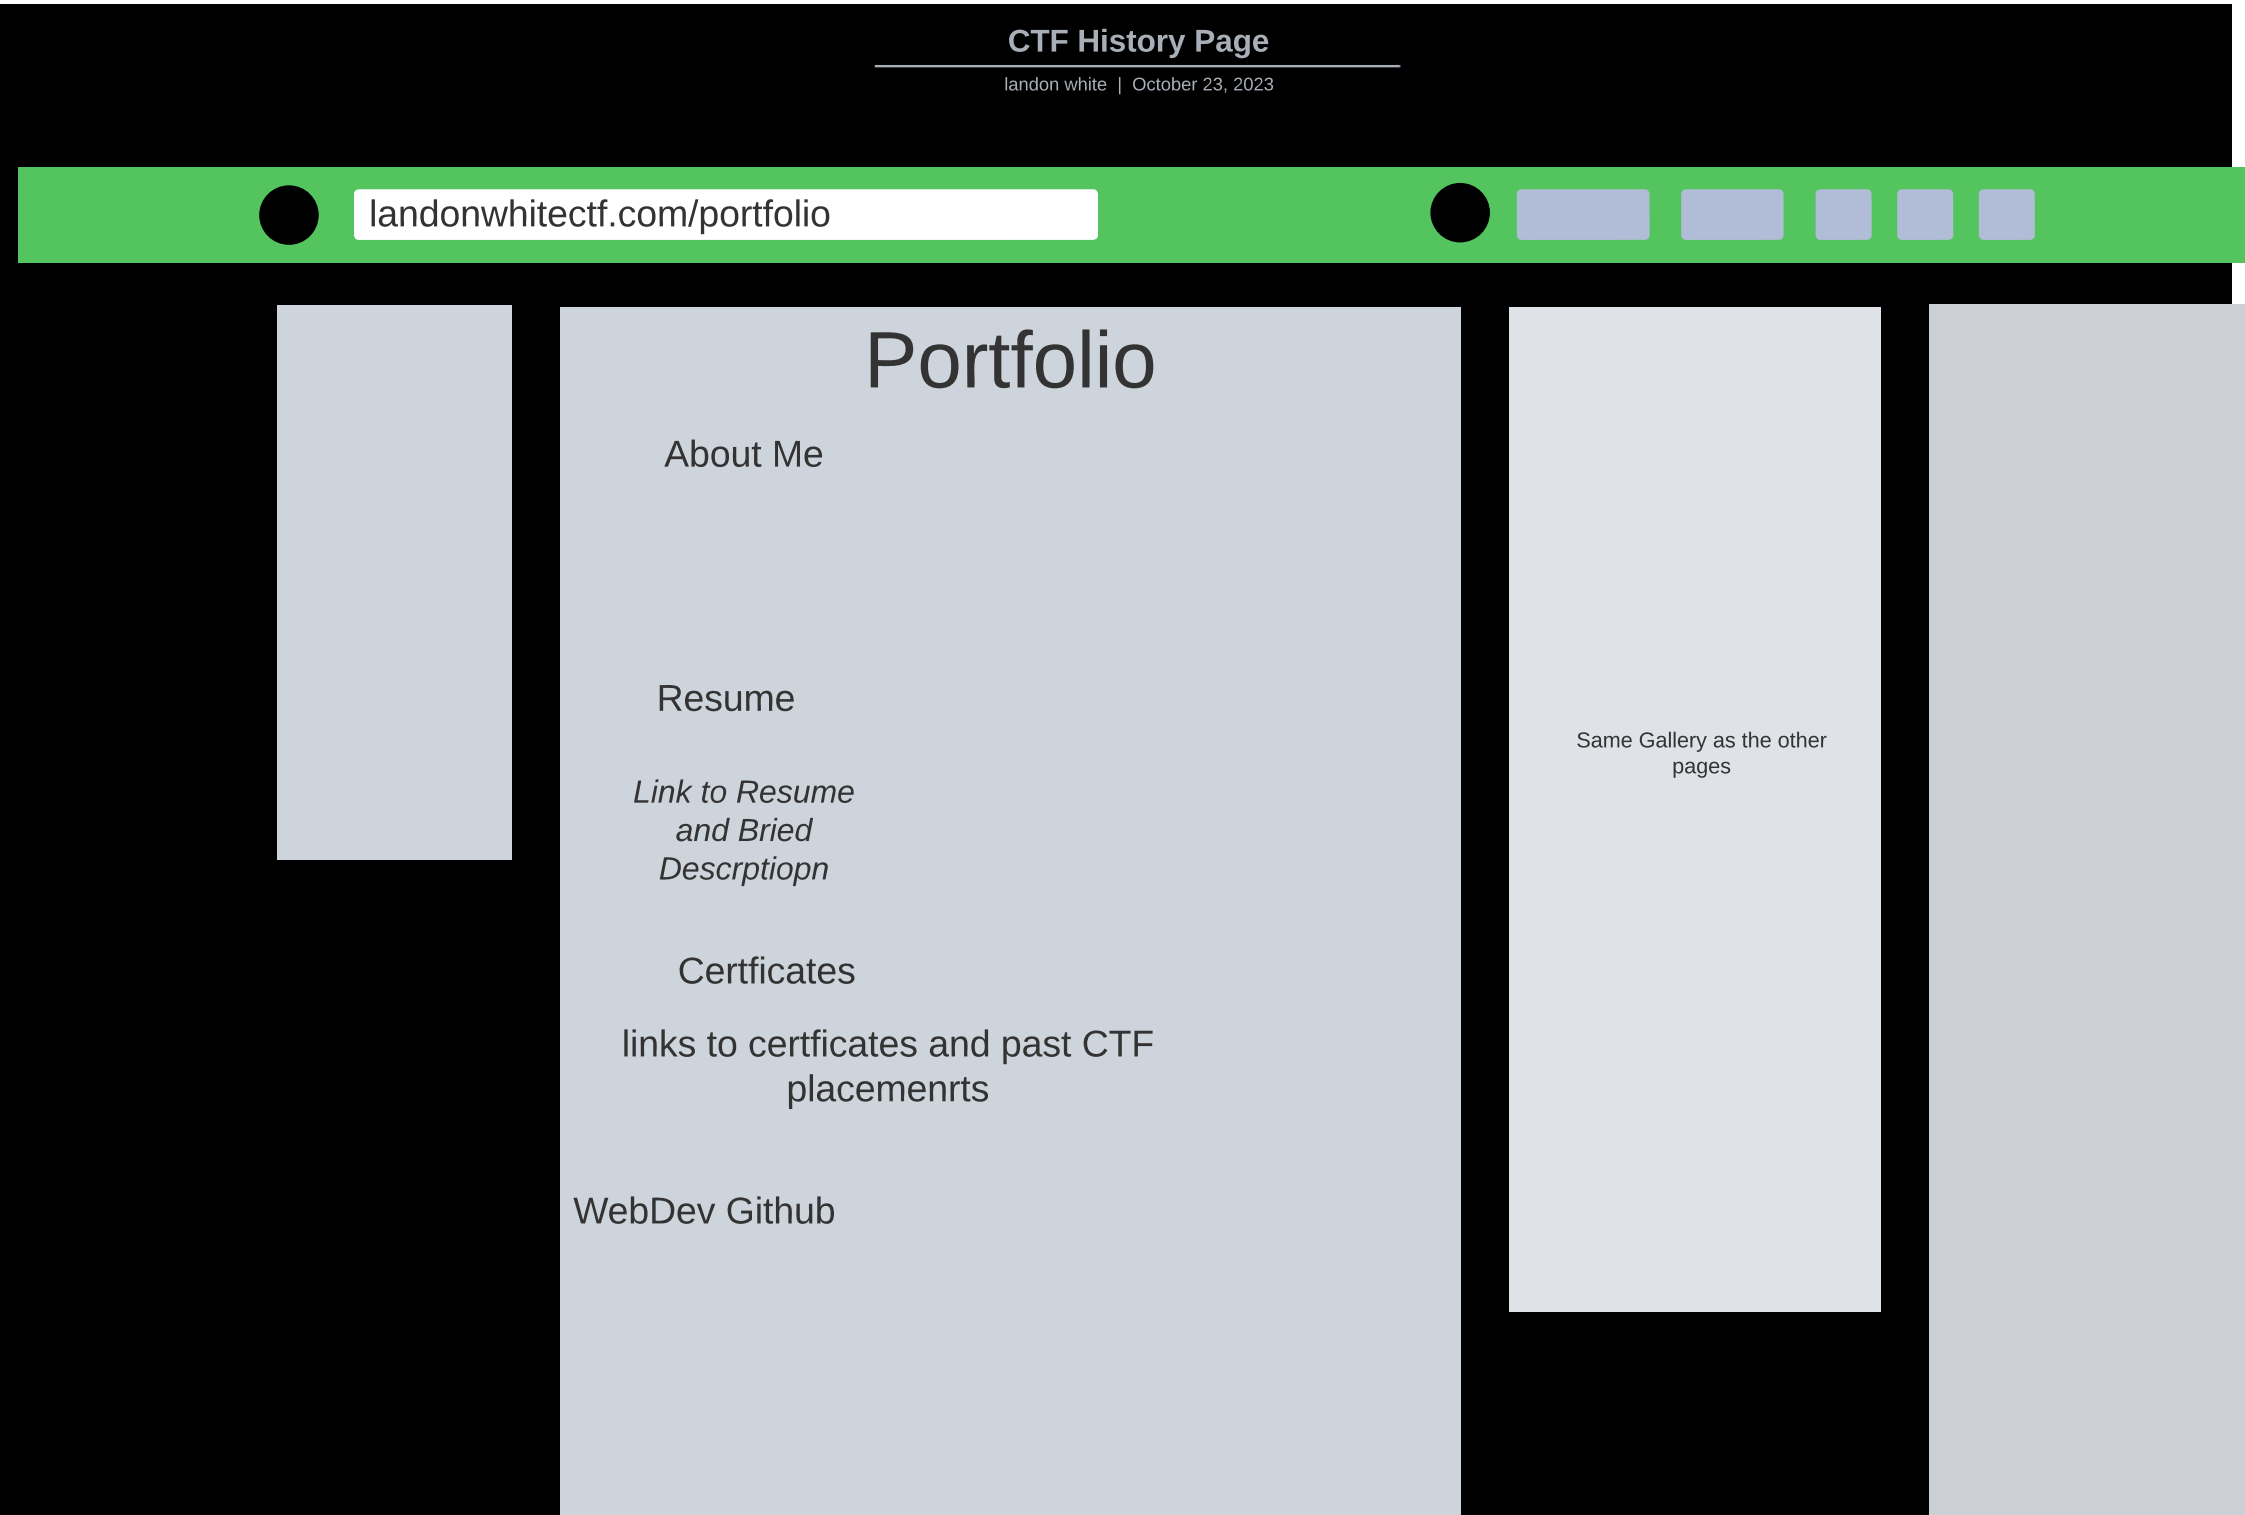 CTF History Page
landon white | October 23, 2023
landonwhitectf.com/portfolio
Portfolio
About Me
Resume
Link to Resume
and Bried
Descrptiopn
Certficates
links to certficates and past CTF
placemenrts
WebDev Github
Same Gallery as the other
pages